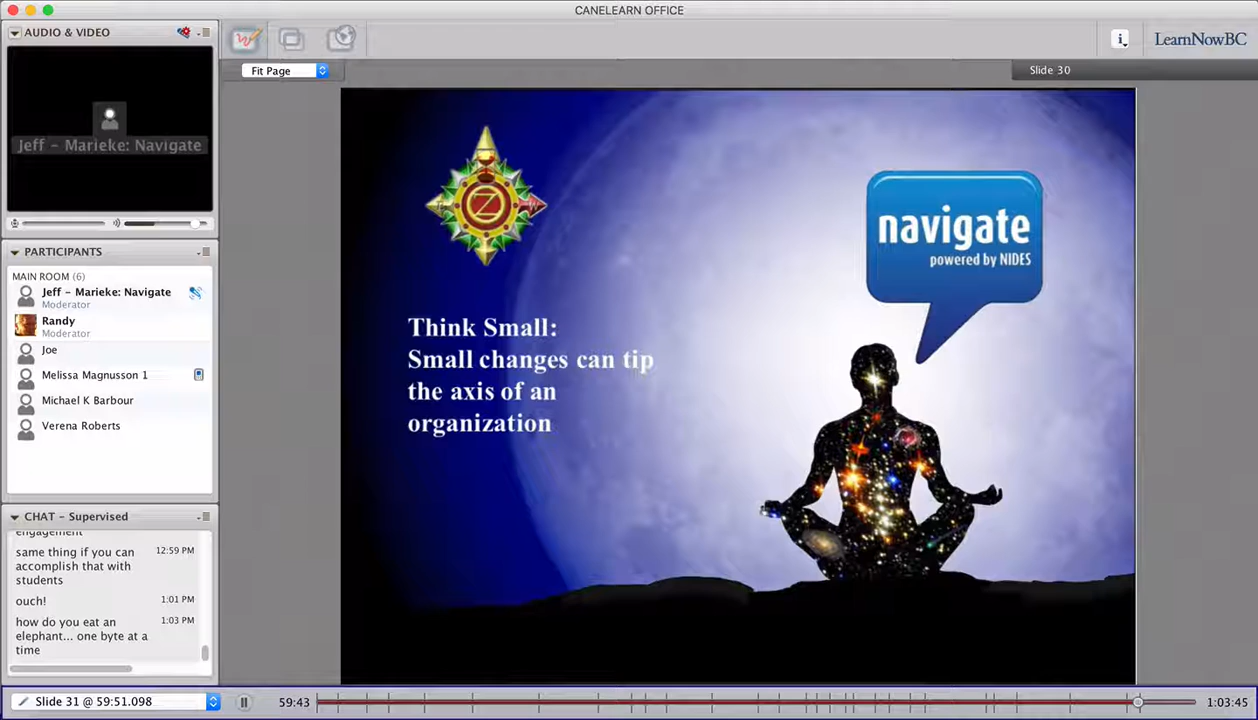 CANELEARN OFFICE
AUDIO & VIDEO
Jeff - Marieke: Navigate
PARTICIPANTS
MAIN ROOM (6)
Jeff - Marieke: Navigate
Moderator
Randy
Moderator
Joe
Melissa Magnusson 1
Michael K Barbour
Verena Roberts
CHAT - Supervised
engagement
same thing if you can 12:59 PM
accomplish that with
students
ouch! 1:01 PM
how do you eat an 1:03 PM
elephant... one byte at a
time
Slide 31 @ 59:51.098
59:43
1:03:45
Fit Page
i
LearnNowBC
Slide 30
Z
W
navigate
powered by NIDES
Think Small:
Small changes can tip
the axis of an
organization